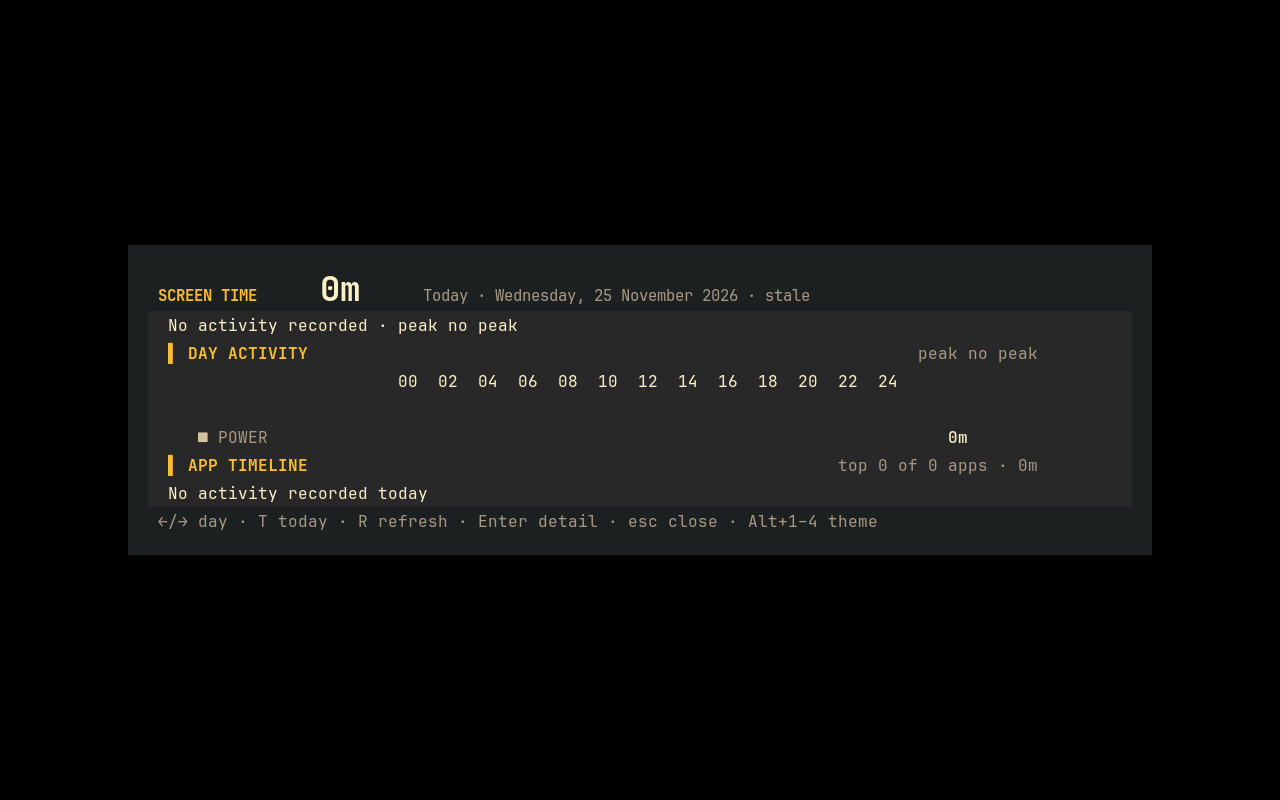 SCREEN TIME 0m Today · Wednesday, 25 November 2026 · stale
No activity recorded · peak no peak
DAY ACTIVITY peak no peak
00 02 04 06 08 10 12 14 16 18 20 22 24
POWER 0m
APP TIMELINE top 0 of 0 apps · 0m
No activity recorded today
←/→ day · T today · R refresh · Enter detail · esc close · Alt+1–4 theme